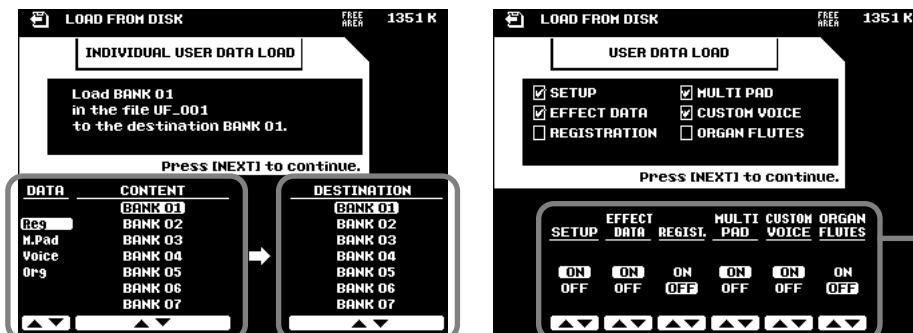 LOAD FROM DISK
FREE AREA 1351 K
INDIVIDUAL USER DATA LOAD
Load BANK 01
in the file UF_001
to the destination BANK 01.
Press [NEXT] to continue.
DATA CONTENT DESTINATION
BANK 01 BANK 01
Reg BANK 02 BANK 02
M.Pad BANK 03 BANK 03
Voice BANK 04 BANK 04
Org BANK 05 BANK 05
BANK 06 BANK 06
BANK 07 BANK 07
LOAD FROM DISK
FREE AREA 1351 K
USER DATA LOAD
SETUP MULTI PAD
EFFECT DATA CUSTOM VOICE
REGISTRATION ORGAN FLUTES
Press [NEXT] to continue.
EFFECT MULTI CUSTOM ORGAN
SETUP DATA REGIST. PAD VOICE FLUTES
ON ON ON ON ON ON
OFF OFF OFF OFF OFF OFF